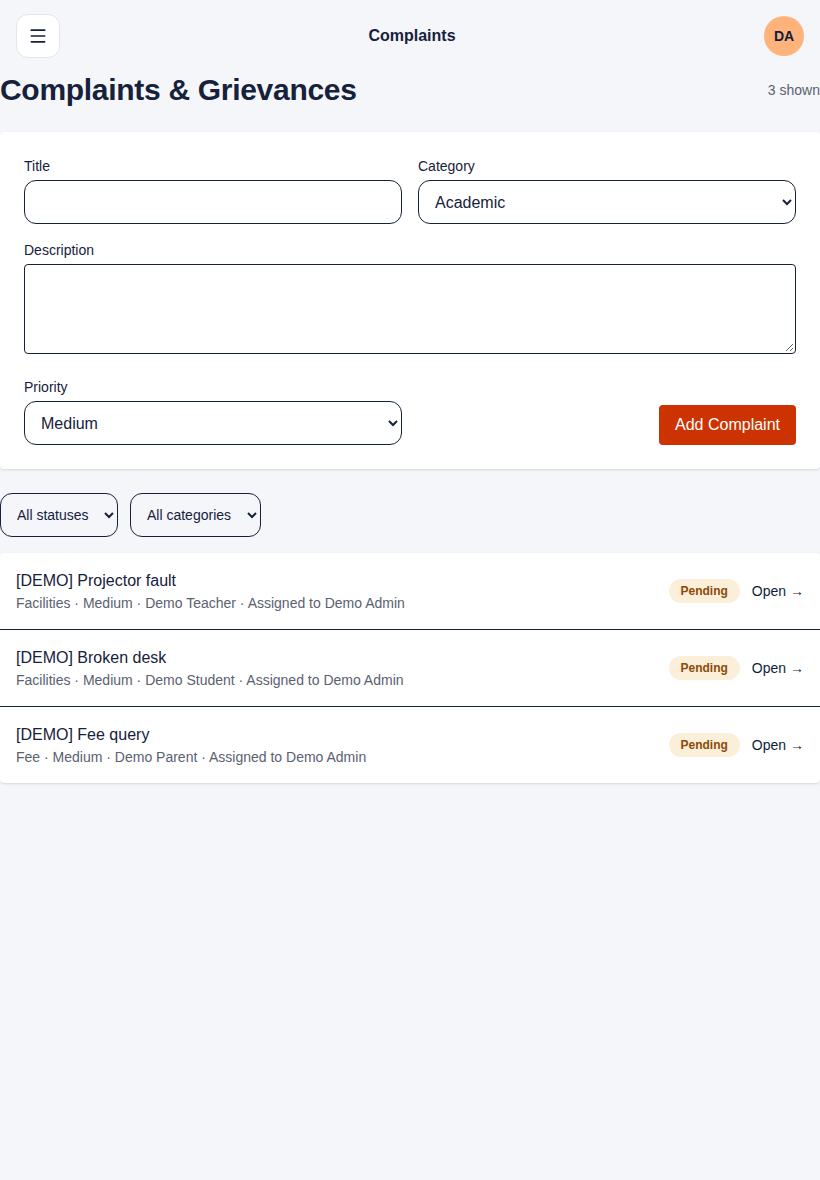 ☰ Complaints DA
Complaints & Grievances 3 shown
Title Category
Academic
Description
Priority
Medium
Add Complaint
All statuses All categories
[DEMO] Projector fault
Facilities · Medium · Demo Teacher · Assigned to Demo Admin
Pending Open →
[DEMO] Broken desk
Facilities · Medium · Demo Student · Assigned to Demo Admin
Pending Open →
[DEMO] Fee query
Fee · Medium · Demo Parent · Assigned to Demo Admin
Pending Open →